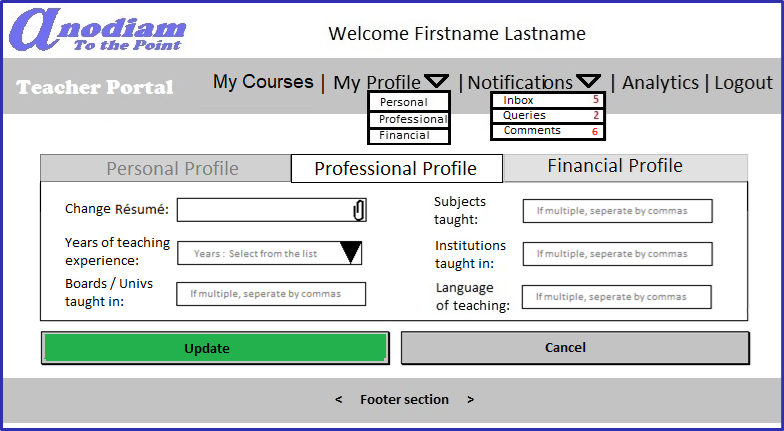 anodiam
To the Point
Welcome Firstname Lastname
Teacher Portal
My Courses | My Profile | Notifications | Analytics | Logout
Personal
Professional
Financial
Inbox 5
Queries 2
Comments 6
Personal Profile
Professional Profile
Financial Profile
Change Résumé:
Subjects
taught:
If multiple, seperate by commas
Years of teaching
experience:
Years : Select from the list
Institutions
taught in:
If multiple, seperate by commas
Boards / Univs
taught in:
If multiple, seperate by commas
Language
of teaching:
If multiple, seperate by commas
Update
Cancel
< Footer section >